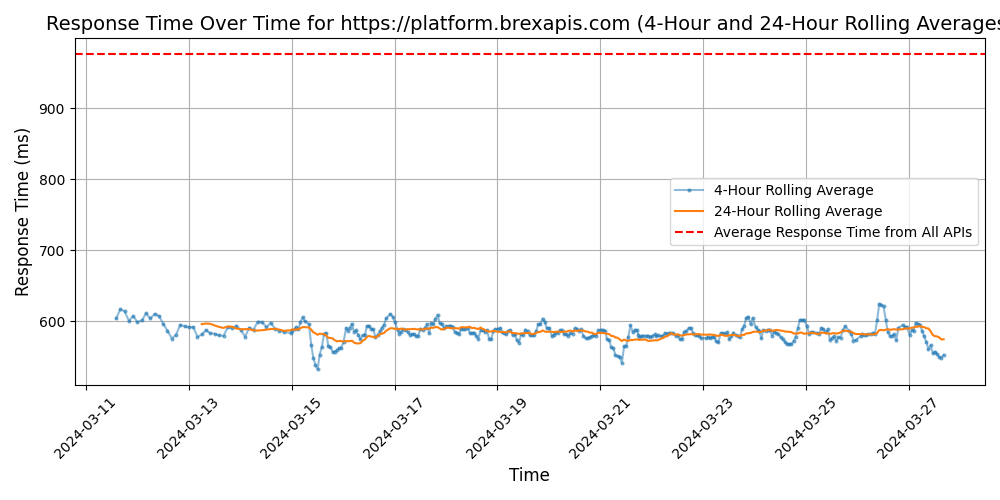 Response Time Over Time for https://platform.brexapis.com (4-Hour and 24-Hour Rolling Averages
Response Time (ms)
900
800
700
600
4-Hour Rolling Average
24-Hour Rolling Average
Average Response Time from All APIs
2024-03-11
2024-03-13
2024-03-15
2024-03-17
2024-03-19
2024-03-21
2024-03-23
2024-03-25
2024-03-27
Time